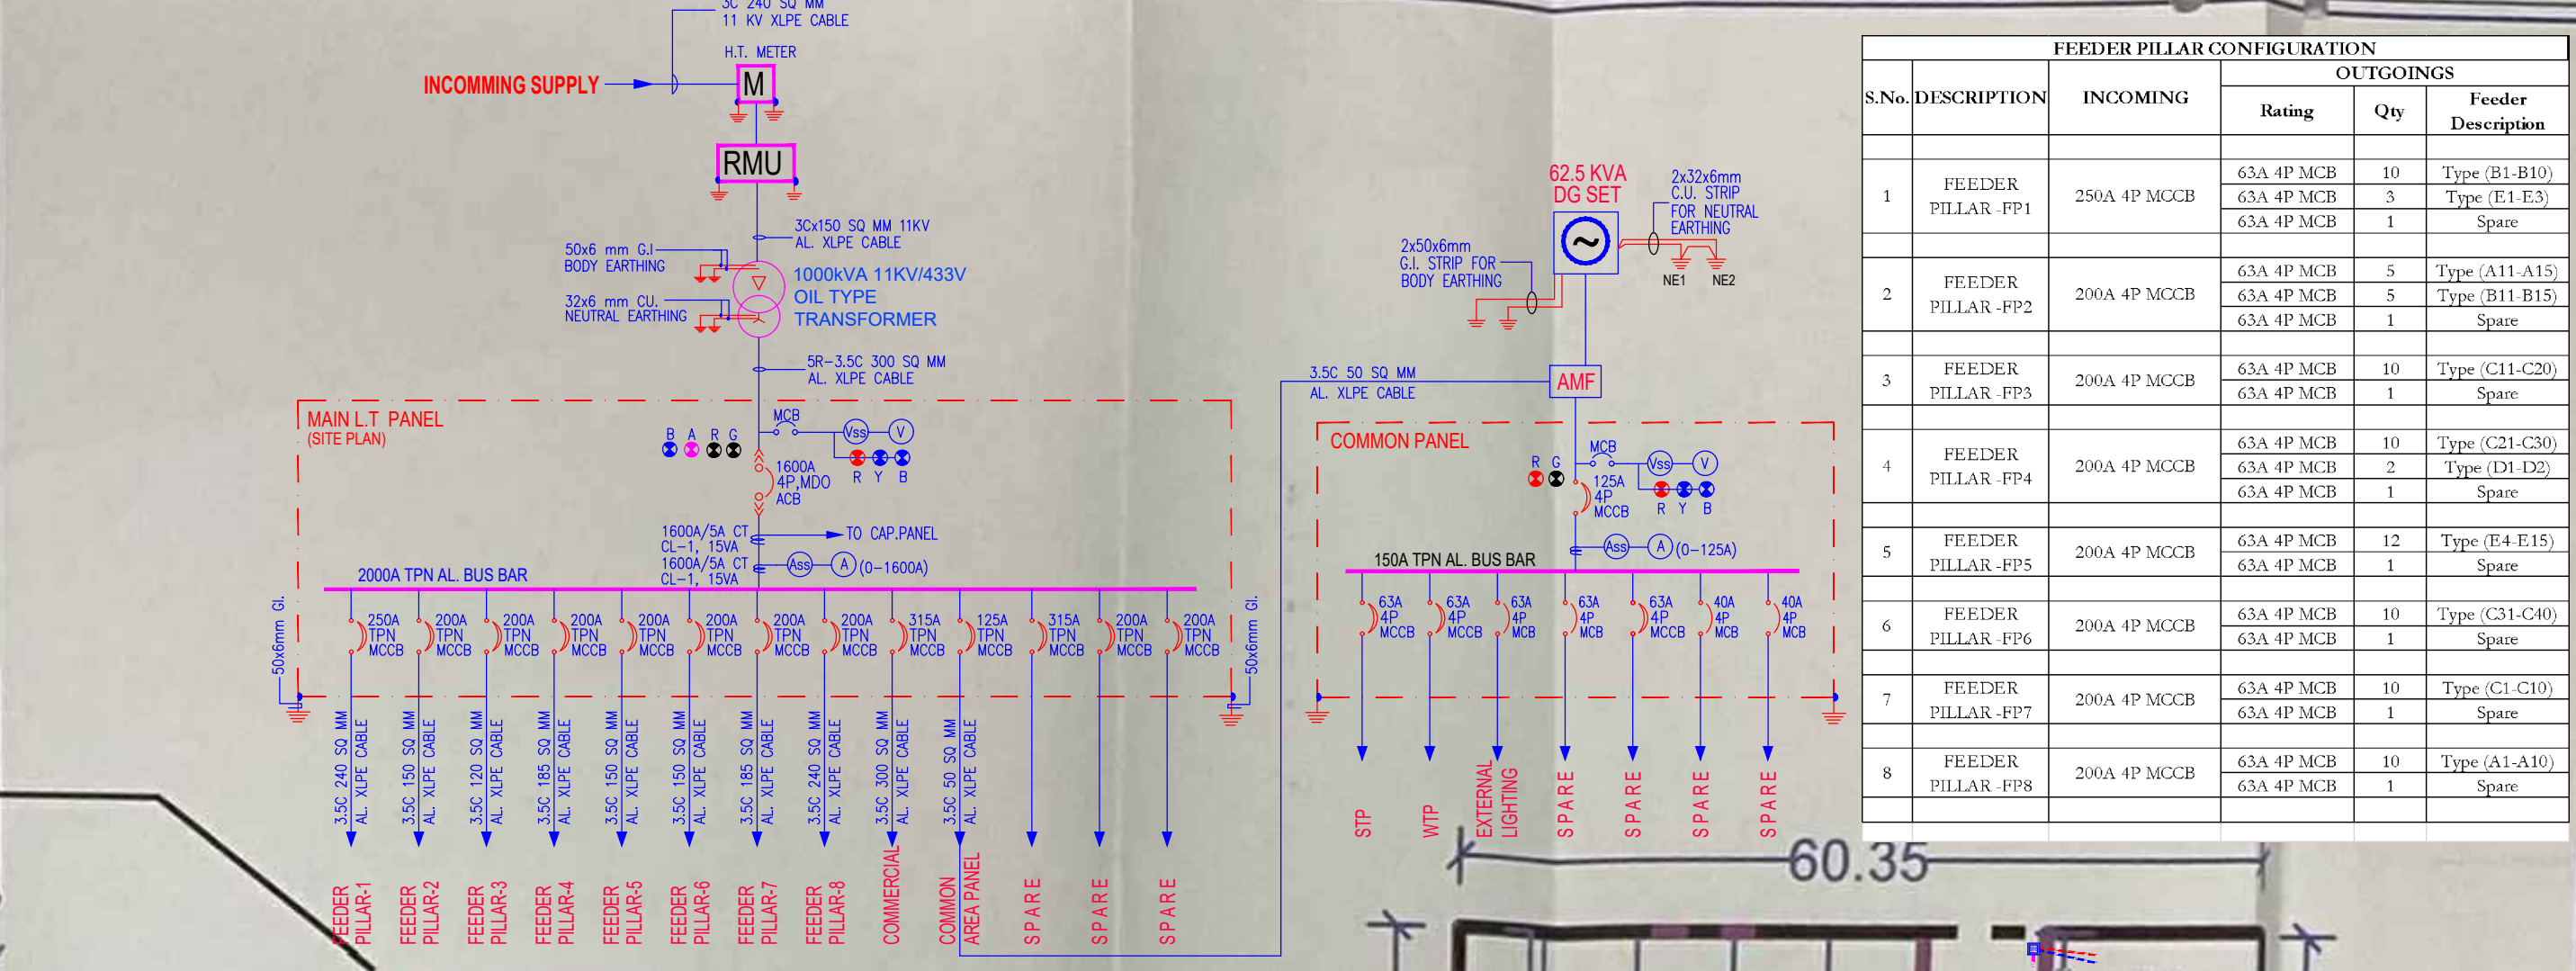 3C 240 SQ MM
11 KV XLPE CABLE
H.T. METER
INCOMMING SUPPLY
M
RMU
3Cx150 SQ MM 11KV
AL. XLPE CABLE
50x6 mm G.I
BODY EARTHING
1000kVA 11KV/433V
OIL TYPE
TRANSFORMER
32x6 mm CU.
NEUTRAL EARTHING
5R-3.5C 300 SQ MM
AL. XLPE CABLE
MAIN L.T PANEL
(SITE PLAN)
B A R G
MCB
Vss V
R Y B
1600A
4P,MDO
ACB
1600A/5A CT
CL-1, 15VA
TO CAP.PANEL
1600A/5A CT
CL-1, 15VA
Ass A (0-1600A)
2000A TPN AL. BUS BAR
50x6mm GI.
250A TPN MCCB
200A TPN MCCB
200A TPN MCCB
200A TPN MCCB
200A TPN MCCB
200A TPN MCCB
200A TPN MCCB
200A TPN MCCB
315A TPN MCCB
125A TPN MCCB
315A TPN MCCB
200A TPN MCCB
200A TPN MCCB
50x6mm GI.
3.5C 240 SQ MM
AL. XLPE CABLE
3.5C 150 SQ MM
AL. XLPE CABLE
3.5C 120 SQ MM
AL. XLPE CABLE
3.5C 185 SQ MM
AL. XLPE CABLE
3.5C 150 SQ MM
AL. XLPE CABLE
3.5C 150 SQ MM
AL. XLPE CABLE
3.5C 185 SQ MM
AL. XLPE CABLE
3.5C 240 SQ MM
AL. XLPE CABLE
3.5C 300 SQ MM
AL. XLPE CABLE
3.5C 50 SQ MM
AL. XLPE CABLE
FEEDER
PILLAR-1
FEEDER
PILLAR-2
FEEDER
PILLAR-3
FEEDER
PILLAR-4
FEEDER
PILLAR-5
FEEDER
PILLAR-6
FEEDER
PILLAR-7
FEEDER
PILLAR-8
COMMERCIAL
COMMON
AREA PANEL
SPARE
SPARE
SPARE
62.5 KVA
DG SET
2x32x6mm
C.U. STRIP
FOR NEUTRAL
EARTHING
2x50x6mm
G.I. STRIP FOR
BODY EARTHING
NE1 NE2
3.5C 50 SQ MM
AL. XLPE CABLE
AMF
COMMON PANEL
R G
MCB
Vss V
R Y B
125A
4P
MCCB
Ass A (0-125A)
150A TPN AL. BUS BAR
63A 4P MCCB
63A 4P MCCB
63A 4P MCB
63A 4P MCB
63A 4P MCCB
40A 4P MCB
40A 4P MCB
STP
WTP
EXTERNAL
LIGHTING
SPARE
SPARE
SPARE
SPARE
FEEDER PILLAR CONFIGURATION
S.No. DESCRIPTION INCOMING OUTGOINGS
Rating Qty Feeder Description
1 FEEDER PILLAR -FP1 250A 4P MCCB 63A 4P MCB 10 Type (B1-B10)
63A 4P MCB 3 Type (E1-E3)
63A 4P MCB 1 Spare
2 FEEDER PILLAR -FP2 200A 4P MCCB 63A 4P MCB 5 Type (A11-A15)
63A 4P MCB 5 Type (B11-B15)
63A 4P MCB 1 Spare
3 FEEDER PILLAR -FP3 200A 4P MCCB 63A 4P MCB 10 Type (C11-C20)
63A 4P MCB 1 Spare
4 FEEDER PILLAR -FP4 200A 4P MCCB 63A 4P MCB 10 Type (C21-C30)
63A 4P MCB 2 Type (D1-D2)
63A 4P MCB 1 Spare
5 FEEDER PILLAR -FP5 200A 4P MCCB 63A 4P MCB 12 Type (E4-E15)
63A 4P MCB 1 Spare
6 FEEDER PILLAR -FP6 200A 4P MCCB 63A 4P MCB 10 Type (C31-C40)
63A 4P MCB 1 Spare
7 FEEDER PILLAR -FP7 200A 4P MCCB 63A 4P MCB 10 Type (C1-C10)
63A 4P MCB 1 Spare
8 FEEDER PILLAR -FP8 200A 4P MCCB 63A 4P MCB 10 Type (A1-A10)
63A 4P MCB 1 Spare
60.35